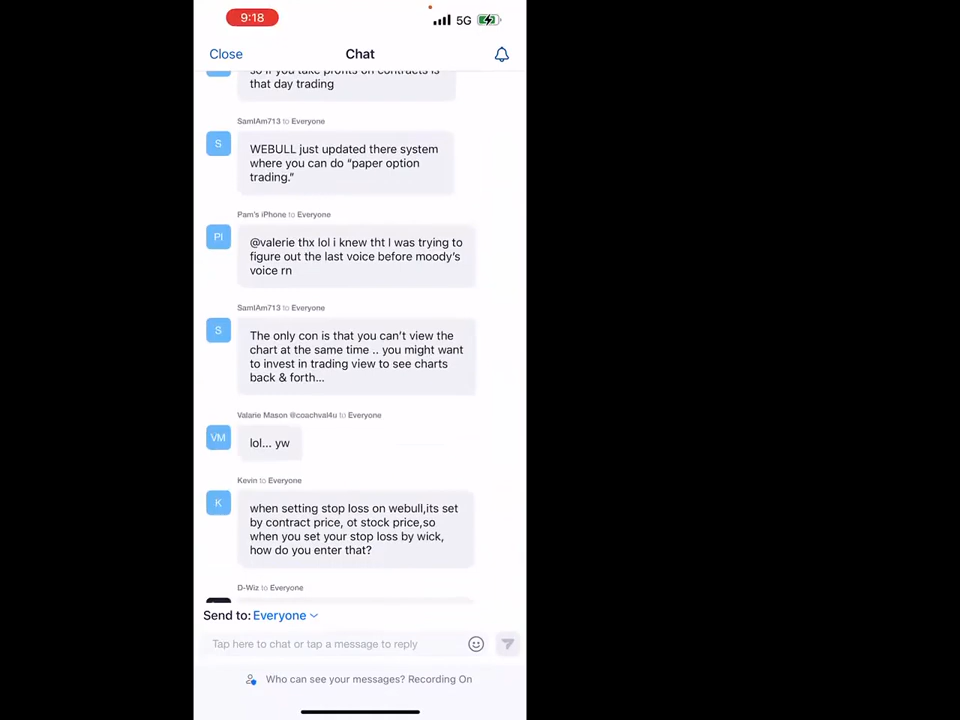 9:18
5G
Close
Chat
so if you take profits on contracts is
that day trading
SamIAm713 to Everyone
S
WEBULL just updated there system
where you can do “paper option
trading.”
Pam's iPhone to Everyone
PI
@valerie thx lol i knew tht I was trying to
figure out the last voice before moody’s
voice rn
SamIAm713 to Everyone
S
The only con is that you can’t view the
chart at the same time .. you might want
to invest in trading view to see charts
back & forth...
Valarie Mason @coachval4u to Everyone
VM
lol... yw
Kevin to Everyone
K
when setting stop loss on webull,its set
by contract price, ot stock price,so
when you set your stop loss by wick,
how do you enter that?
D-Wiz to Everyone
Send to: Everyone
Tap here to chat or tap a message to reply
Who can see your messages? Recording On